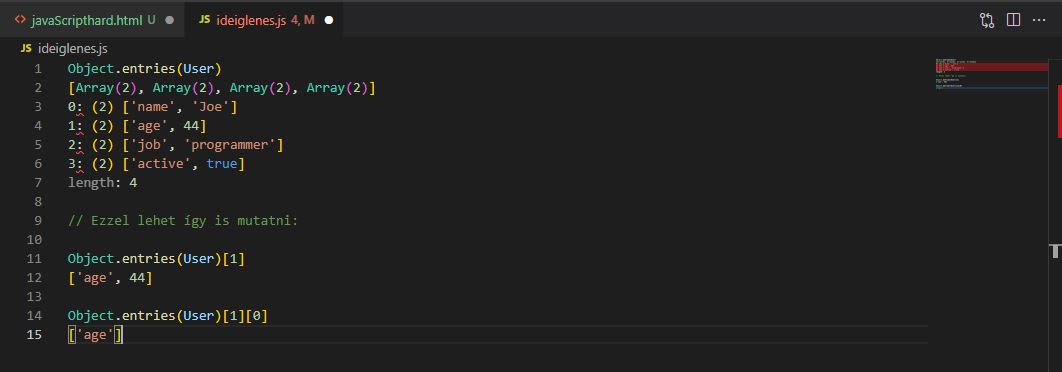 <> javaScripthard.html U
JS ideiglenes.js 4, M
JS ideiglenes.js
1 Object.entries(User)
2 [Array(2), Array(2), Array(2), Array(2)]
3 0: (2) ['name', 'Joe']
4 1: (2) ['age', 44]
5 2: (2) ['job', 'programmer']
6 3: (2) ['active', true]
7 length: 4
8
9 // Ezzel lehet így is mutatni:
10
11 Object.entries(User)[1]
12 ['age', 44]
13
14 Object.entries(User)[1][0]
15 ['age']